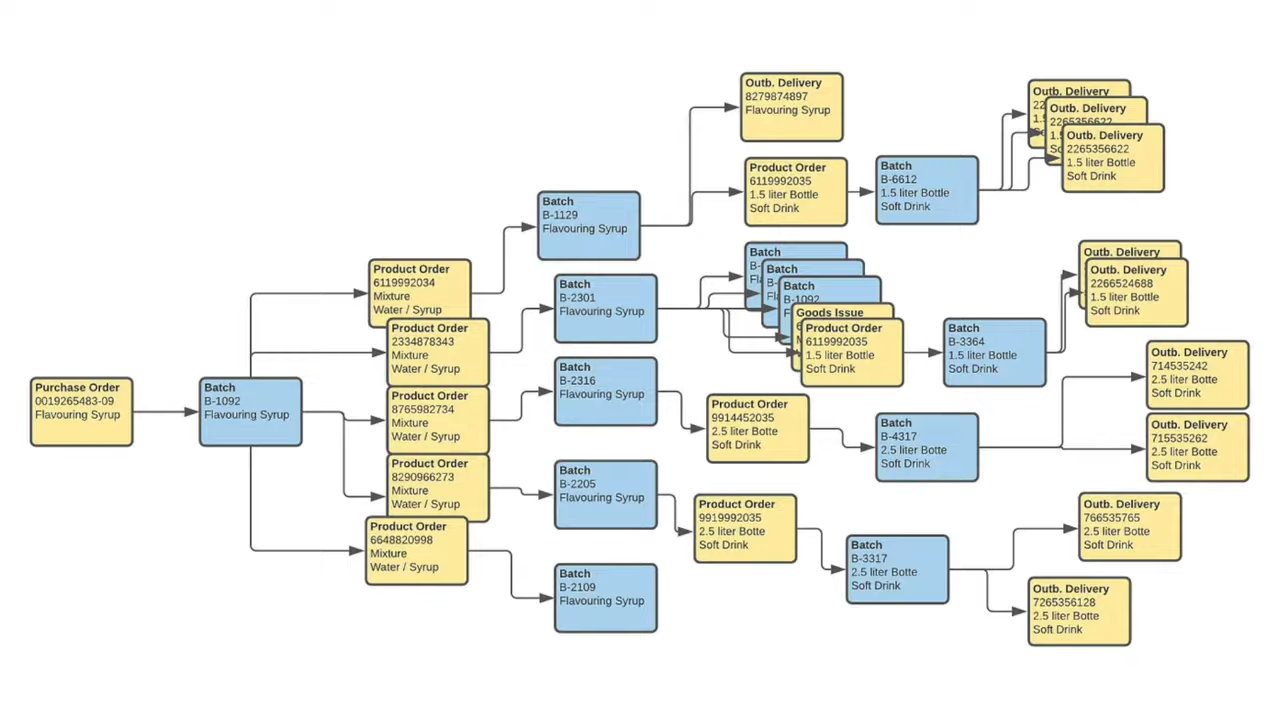 Purchase Order
0019265483-09
Flavouring Syrup
Batch
B-1092
Flavouring Syrup
Product Order
6119992034
Mixture
Water / Syrup
Product Order
2334878343
Mixture
Water / Syrup
Product Order
8765982734
Mixture
Water / Syrup
Product Order
8290966273
Mixture
Water / Syrup
Product Order
6648820998
Mixture
Water / Syrup
Batch
B-1129
Flavouring Syrup
Batch
B-2301
Flavouring Syrup
Batch
B-2316
Flavouring Syrup
Batch
B-2205
Flavouring Syrup
Batch
B-2109
Flavouring Syrup
Outb. Delivery
8279874897
Flavouring Syrup
Product Order
6119992035
1.5 liter Bottle
Soft Drink
Batch
B-6612
1.5 liter Bottle
Soft Drink
Outb. Delivery
Outb. Delivery
2265356622
Outb. Delivery
2265356622
1.5 liter Bottle
Soft Drink
Batch
Batch
Batch
B-1092
Goods Issue
Product Order
6119992035
1.5 liter Bottle
Soft Drink
Batch
B-3364
1.5 liter Bottle
Soft Drink
Outb. Delivery
Outb. Delivery
2266524688
1.5 liter Bottle
Soft Drink
Product Order
9914452035
2.5 liter Botte
Soft Drink
Batch
B-4317
2.5 liter Botte
Soft Drink
Outb. Delivery
714535242
2.5 liter Botte
Soft Drink
Outb. Delivery
715535262
2.5 liter Botte
Soft Drink
Product Order
9919992035
2.5 liter Botte
Soft Drink
Batch
B-3317
2.5 liter Botte
Soft Drink
Outb. Delivery
766535765
2.5 liter Botte
Soft Drink
Outb. Delivery
7265356128
2.5 liter Botte
Soft Drink